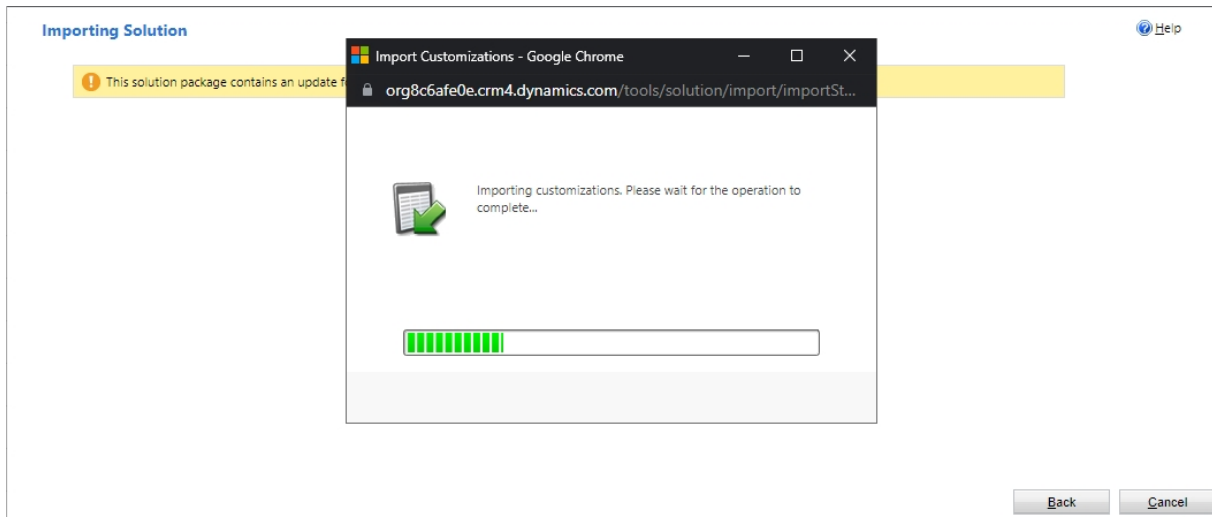 Importing Solution
Help
Import Customizations - Google Chrome
This solution package contains an update
org8c6afe0e.crm4.dynamics.com/tools/solution/import/importSt...
Importing customizations. Please wait for the operation to
complete...
Back
Cancel